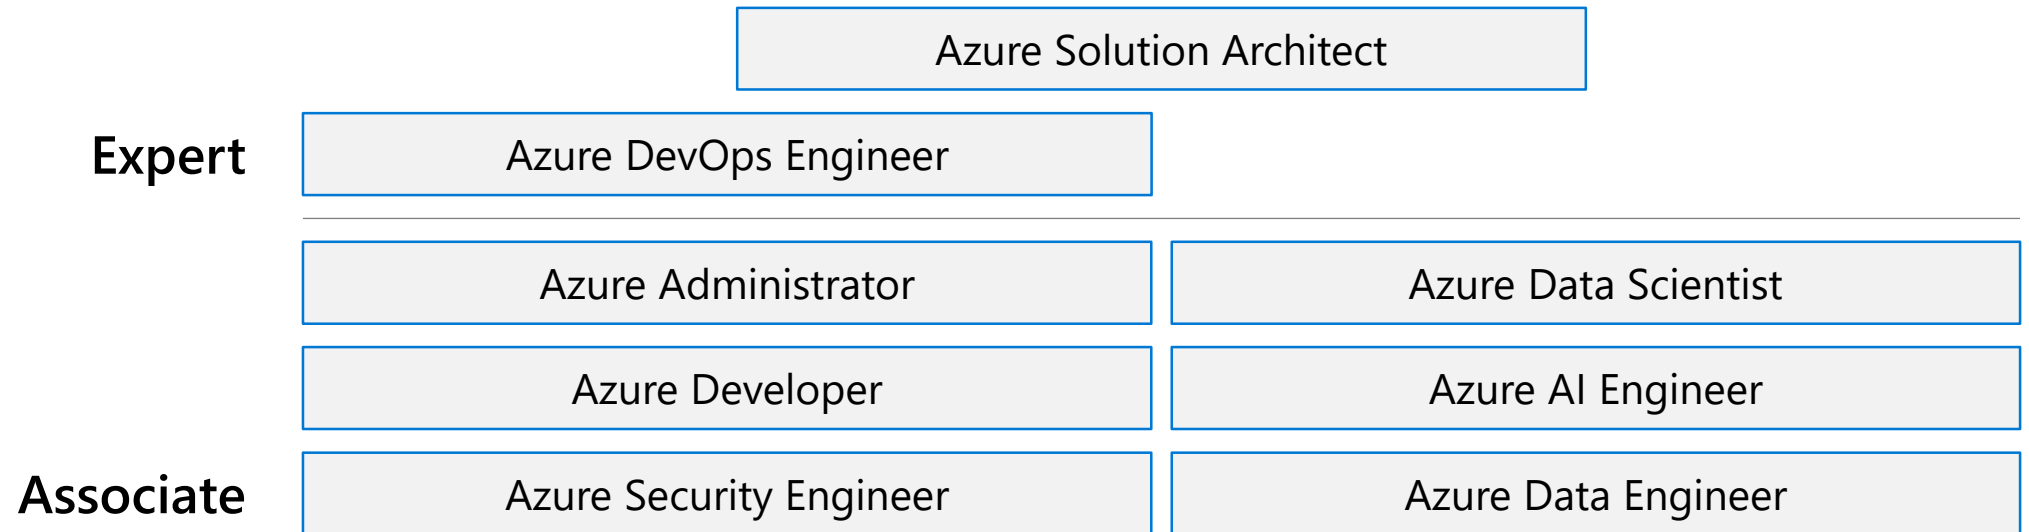 Azure Solution Architect
Expert
Azure DevOps Engineer
Azure Administrator
Azure Data Scientist
Azure Developer
Azure AI Engineer
Associate
Azure Security Engineer
Azure Data Engineer